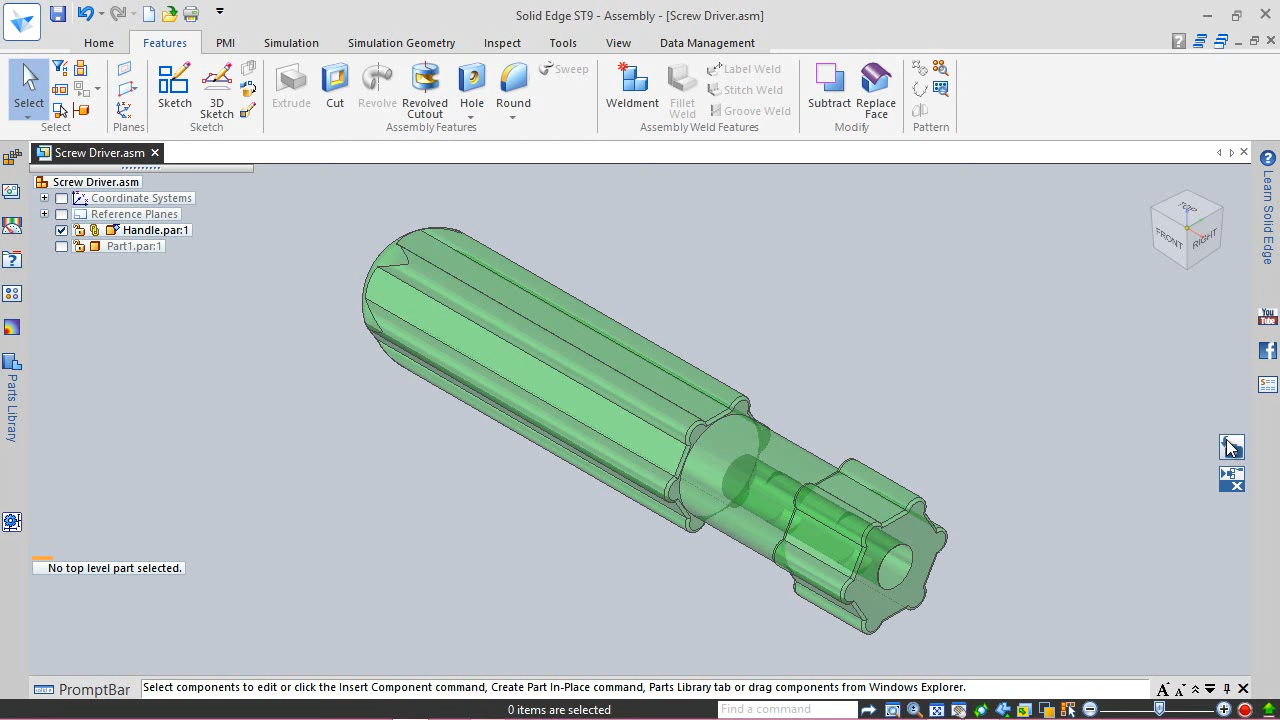 Solid Edge ST9 - Assembly - [Screw Driver.asm]
Home Features PMI Simulation Simulation Geometry Inspect Tools View Data Management
Select
Sketch
3D
Sketch
Extrude
Cut
Revolve
Revolved
Cutout
Hole
Round
Sweep
Weldment
Fillet
Weld
Label Weld
Stitch Weld
Groove Weld
Subtract
Replace
Face
Select Planes Sketch Assembly Features Assembly Weld Features Modify Pattern
Screw Driver.asm
Screw Driver.asm
Coordinate Systems
Reference Planes
Handle.par:1
Part1.par:1
Parts Library
TOP
FRONT
RIGHT
Learn Solid Edge
You
Tube
No top level part selected.
PromptBar
Select components to edit or click the Insert Component command, Create Part In-Place command, Parts Library tab or drag components from Windows Explorer.
0 items are selected
Find a command